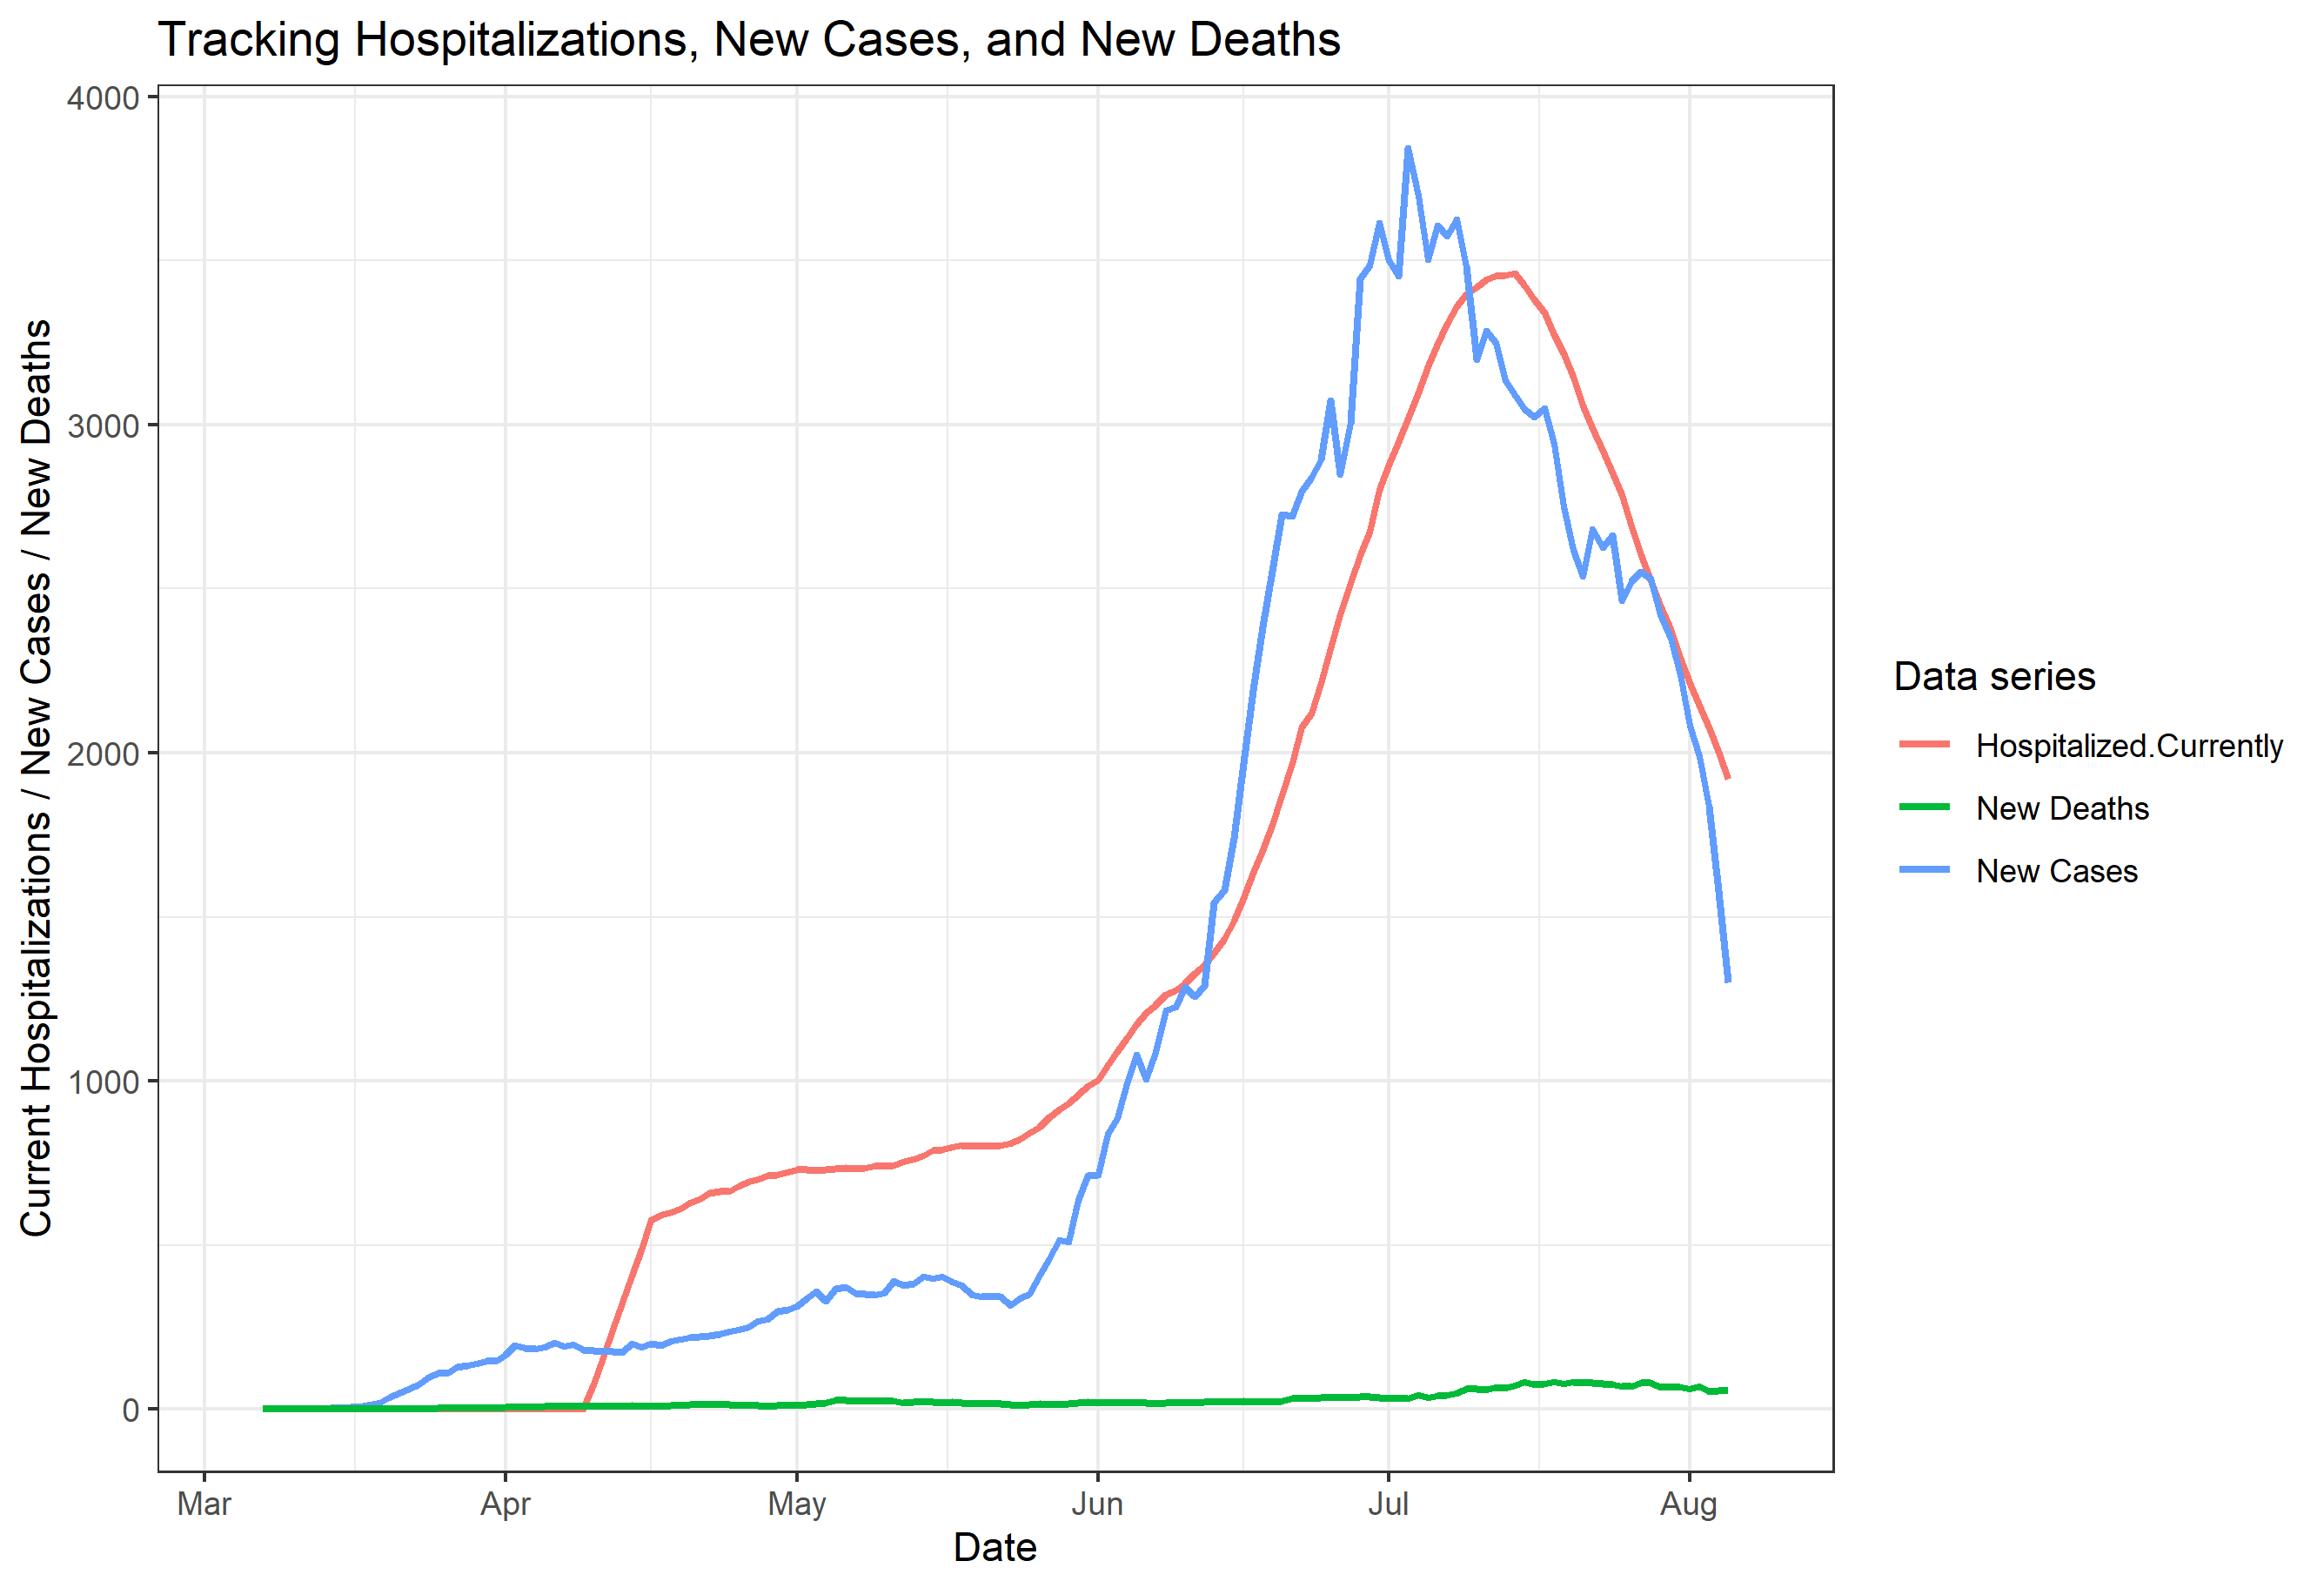 Tracking Hospitalizations, New Cases, and New Deaths
Current Hospitalizations / New Cases / New Deaths
4000
3000
2000
1000
0
Mar Apr May Jun Jul Aug
Date
Data series
Hospitalized.Currently
New Deaths
New Cases